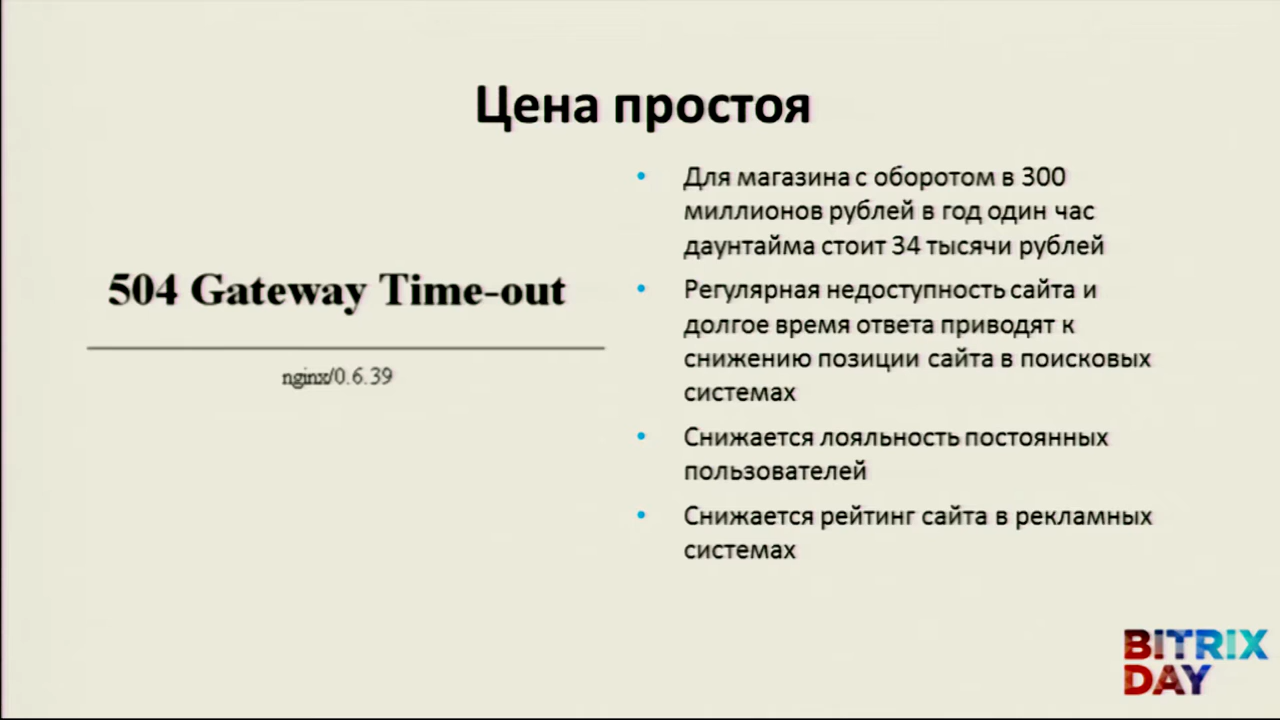 Цена простоя
504 Gateway Time-out
nginx/0.6.39
• Для магазина с оборотом в 300
миллионов рублей в год один час
даунтайма стоит 34 тысячи рублей
• Регулярная недоступность сайта и
долгое время ответа приводят к
снижению позиции сайта в поисковых
системах
• Снижается лояльность постоянных
пользователей
• Снижается рейтинг сайта в рекламных
системах
BITRIX
DAY